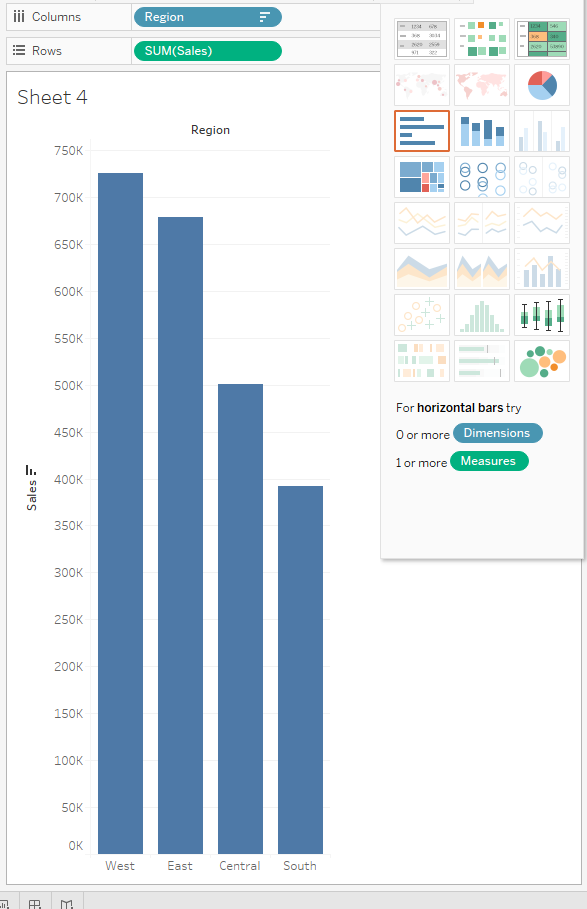 Columns
Region
Rows
SUM(Sales)
Sheet 4
Region
750K
700K
650K
600K
550K
500K
450K
400K
350K
300K
250K
200K
150K
100K
50K
0K
Sales
West East Central South
For horizontal bars try
0 or more Dimensions
1 or more Measures